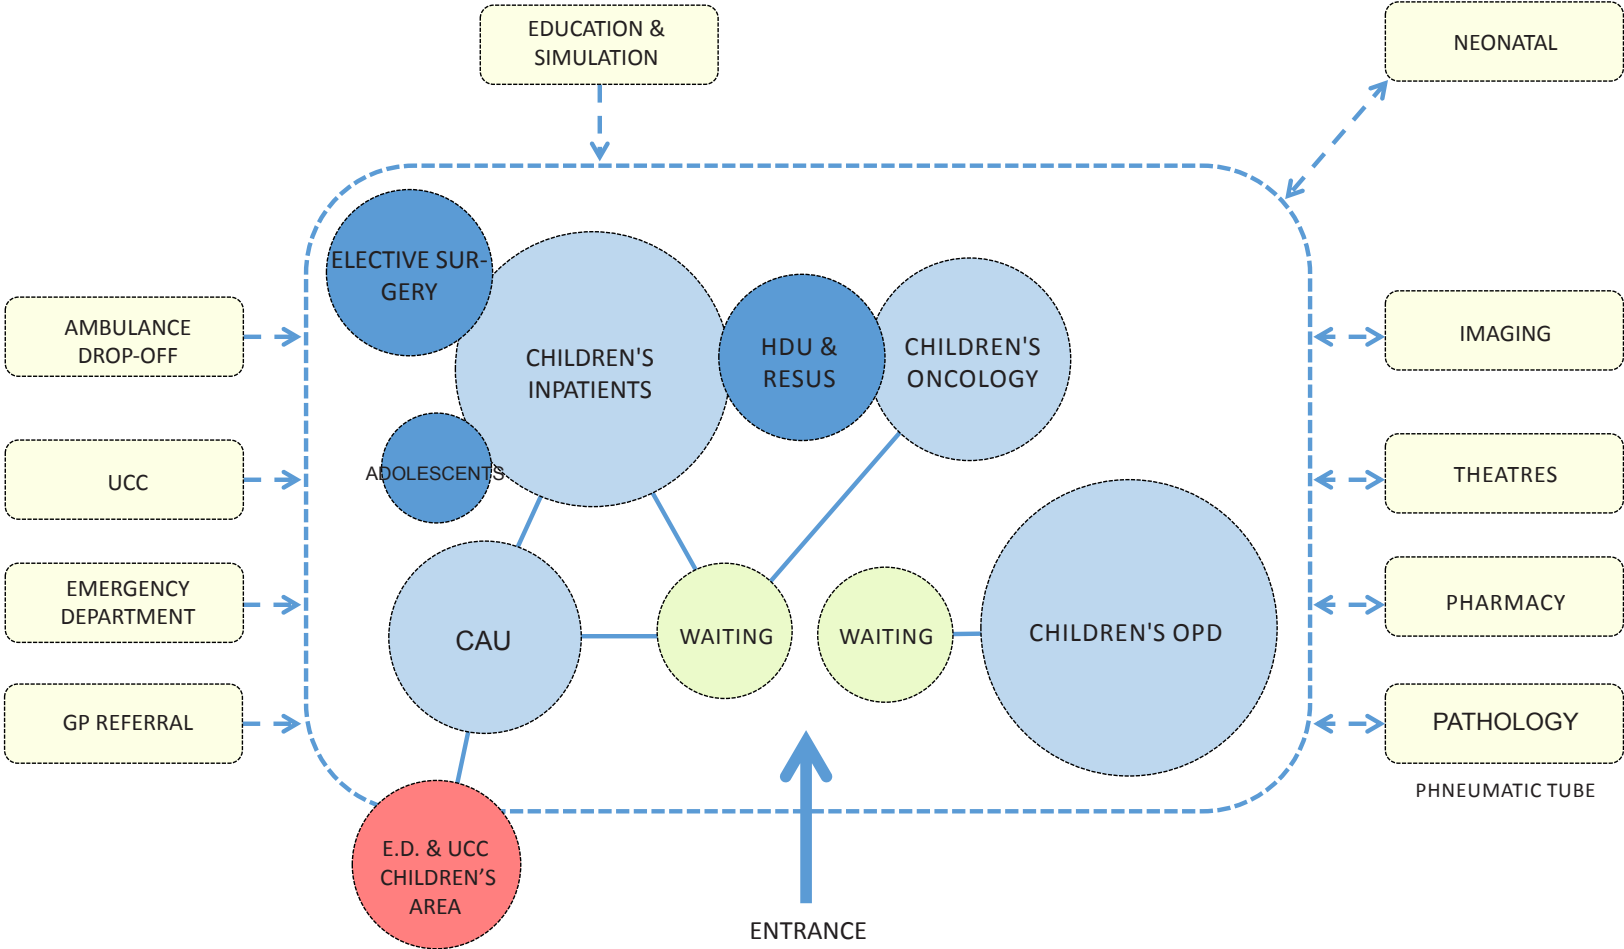 EDUCATION &
SIMULATION
NEONATAL
ELECTIVE SUR-
GERY
AMBULANCE
DROP-OFF
CHILDREN'S
INPATIENTS
HDU &
RESUS
CHILDREN'S
ONCOLOGY
IMAGING
ADOLESCENTS
UCC
THEATRES
EMERGENCY
DEPARTMENT
CAU
WAITING
WAITING
CHILDREN'S OPD
PHARMACY
GP REFERRAL
PATHOLOGY
PHNEUMATIC TUBE
E.D. & UCC
CHILDREN’S
AREA
ENTRANCE